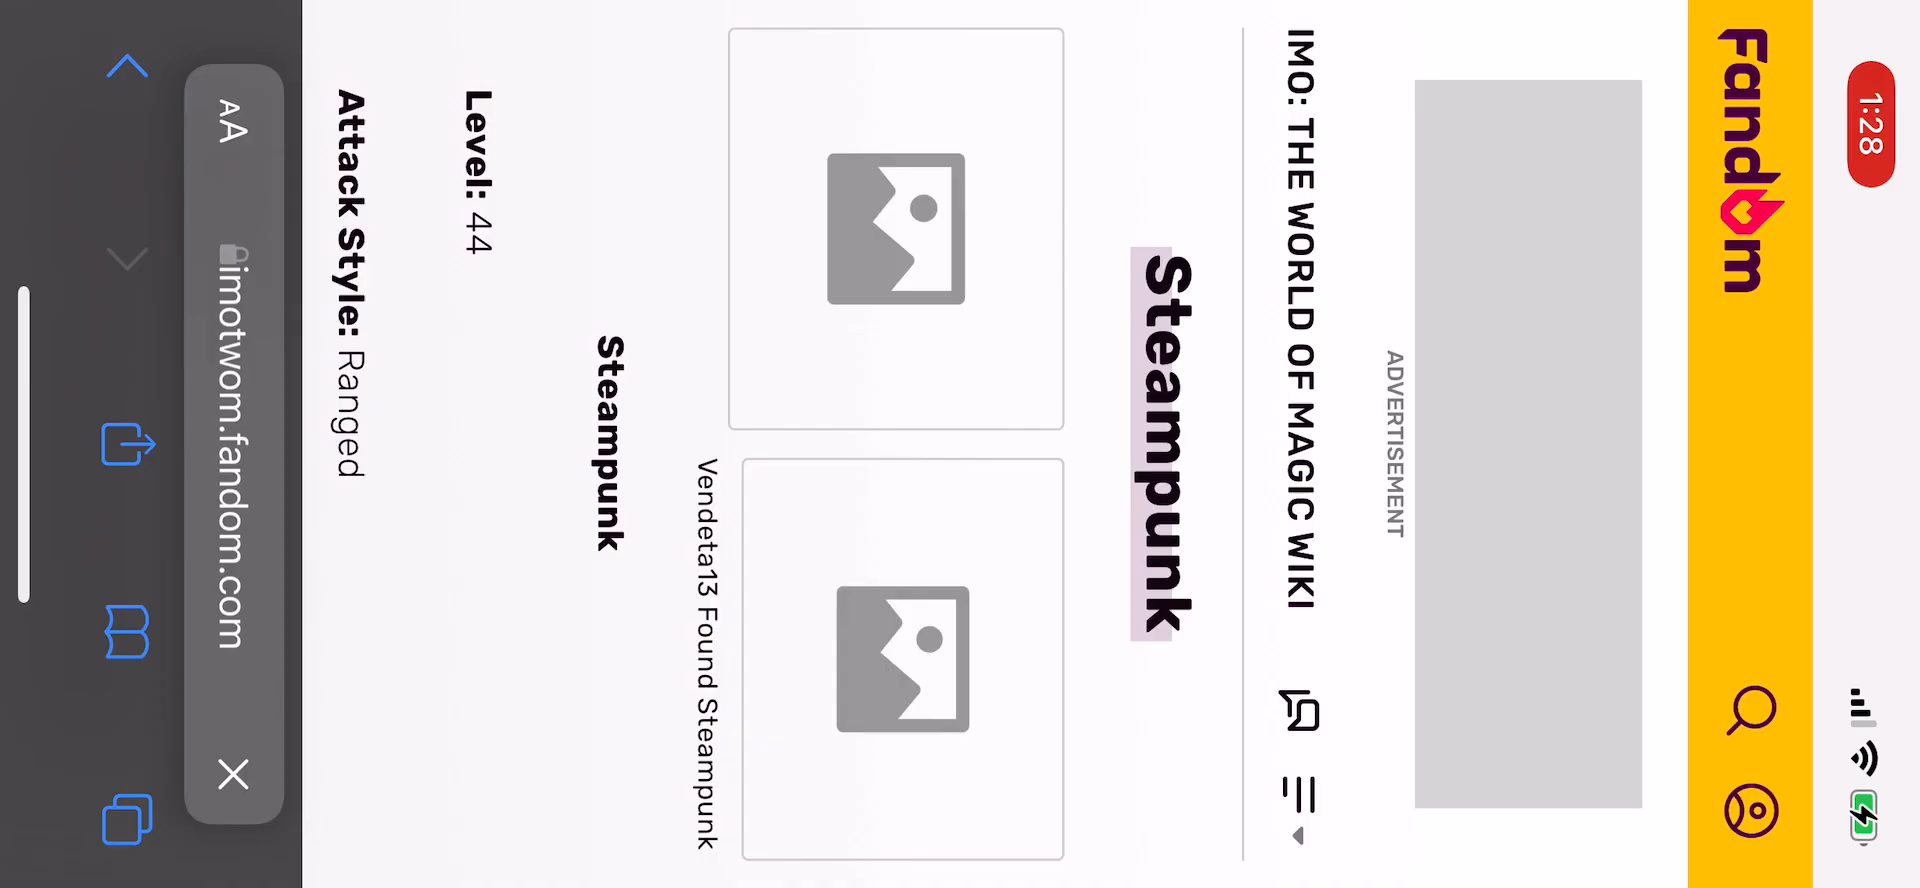 1:28
Fandom
ADVERTISEMENT
IMO: THE WORLD OF MAGIC WIKI
Steampunk
Vendeta13 Found Steampunk
Steampunk
Level: 44
Attack Style: Ranged
AA
imotwom.fandom.com